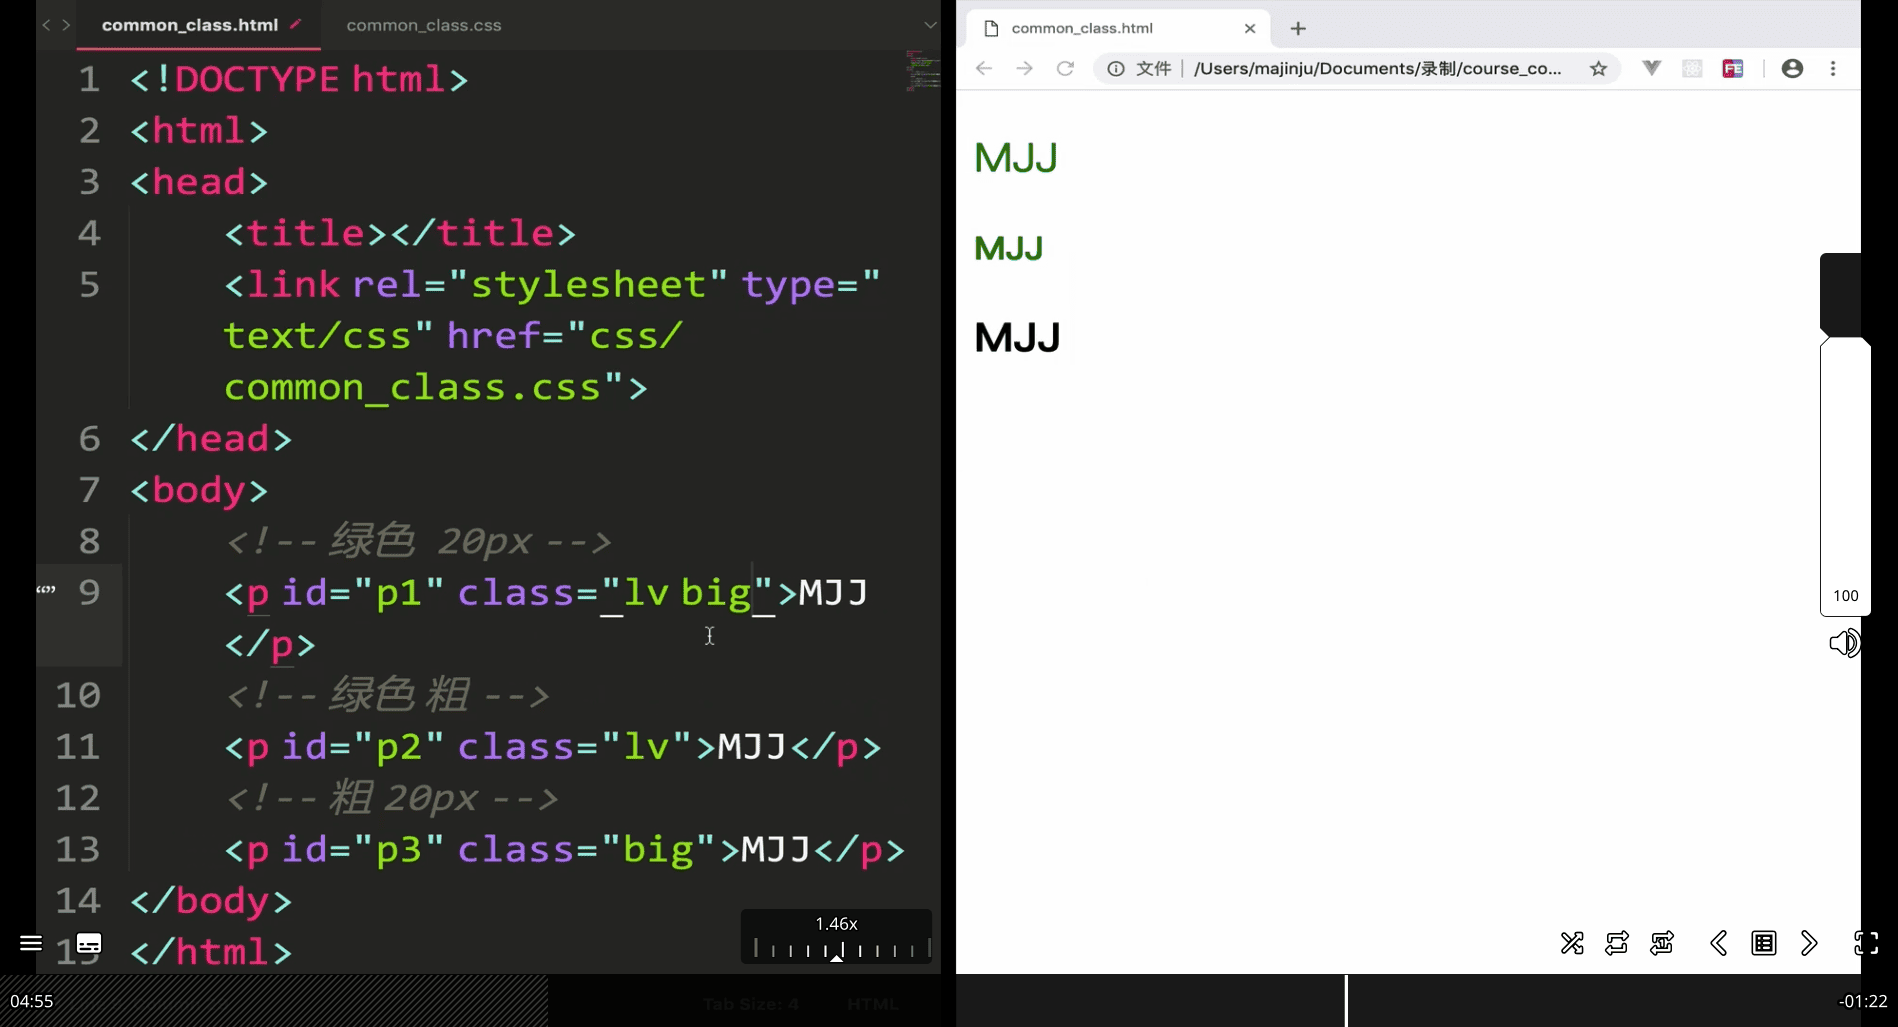 common_class.html
common_class.css
1 <!DOCTYPE html>
2 <html>
3 <head>
4 <title></title>
5 <link rel="stylesheet" type="
text/css" href="css/
common_class.css">
6 </head>
7 <body>
8 <!-- 绿色 20px -->
“” 9 <p id="p1" class="lv big">MJJ
</p>
10 <!-- 绿色 粗 -->
11 <p id="p2" class="lv">MJJ</p>
12 <!-- 粗 20px -->
13 <p id="p3" class="big">MJJ</p>
14 </body>
15 </html>
1.46x
04:55
Tab Size: 4
HTML
common_class.html
文件
/Users/majinju/Documents/录制/course_co...
FE
MJJ
MJJ
MJJ
100
-01:22